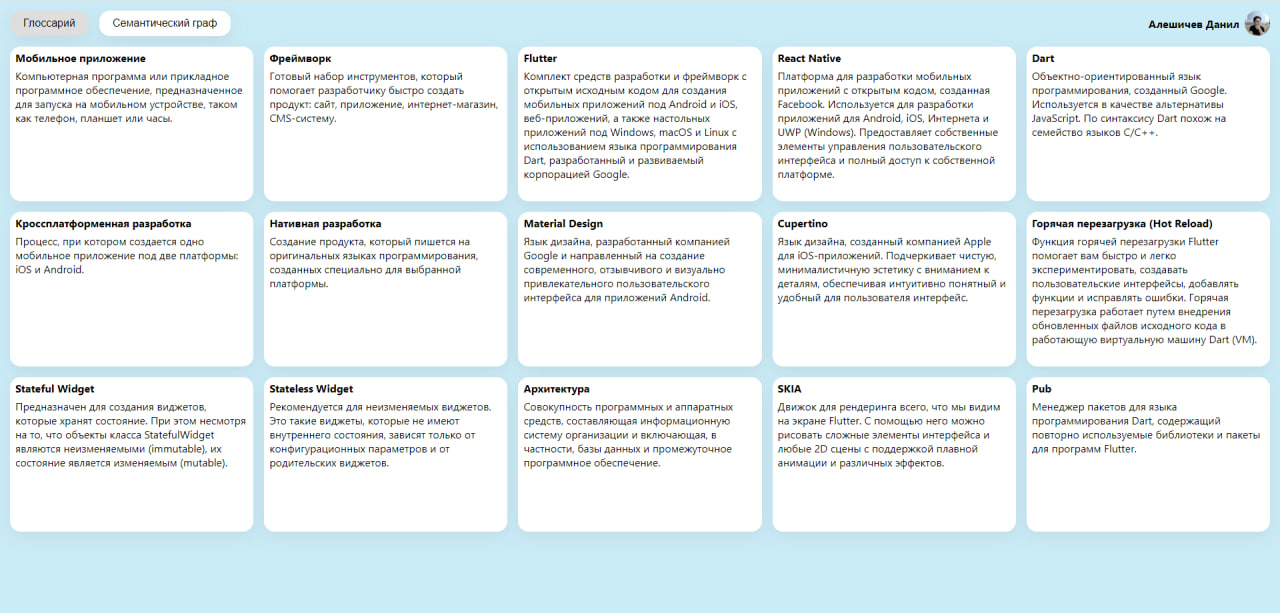 Глоссарий
Семантический граф
Алешичев Данил
Мобильное приложение
Компьютерная программа или прикладное
программное обеспечение, предназначенное
для запуска на мобильном устройстве, таком
как телефон, планшет или часы.
Фреймворк
Готовый набор инструментов, который
помогает разработчику быстро создать
продукт: сайт, приложение, интернет-магазин,
CMS-систему.
Flutter
Комплект средств разработки и фреймворк с
открытым исходным кодом для создания
мобильных приложений под Android и iOS,
веб-приложений, а также настольных
приложений под Windows, macOS и Linux с
использованием языка программирования
Dart, разработанный и развиваемый
корпорацией Google.
React Native
Платформа для разработки мобильных
приложений с открытым кодом, созданная
Facebook. Используется для разработки
приложений для Android, iOS, Интернета и
UWP (Windows). Предоставляет собственные
элементы управления пользовательского
интерфейса и полный доступ к собственной
платформе.
Dart
Объектно-ориентированный язык
программирования, созданный Google.
Используется в качестве альтернативы
JavaScript. По синтаксису Dart похож на
семейство языков C/C++.
Кроссплатформенная разработка
Процесс, при котором создается одно
мобильное приложение под две платформы:
iOS и Android.
Нативная разработка
Создание продукта, который пишется на
оригинальных языках программирования,
созданных специально для выбранной
платформы.
Material Design
Язык дизайна, разработанный компанией
Google и направленный на создание
современного, отзывчивого и визуально
привлекательного пользовательского
интерфейса для приложений Android.
Cupertino
Язык дизайна, созданный компанией Apple
для iOS-приложений. Подчеркивает чистую,
минималистичную эстетику с вниманием к
деталям, обеспечивая интуитивно понятный и
удобный для пользователя интерфейс.
Горячая перезагрузка (Hot Reload)
Функция горячей перезагрузки Flutter
помогает вам быстро и легко
экспериментировать, создавать
пользовательские интерфейсы, добавлять
функции и исправлять ошибки. Горячая
перезагрузка работает путем внедрения
обновленных файлов исходного кода в
работающую виртуальную машину Dart (VM).
Stateful Widget
Предназначен для создания виджетов,
которые хранят состояние. При этом несмотря
на то, что объекты класса StatefulWidget
являются неизменяемыми (immutable), их
состояние является изменяемым (mutable).
Stateless Widget
Рекомендуется для неизменяемых виджетов.
Это такие виджеты, которые не имеют
внутреннего состояния, зависят только от
конфигурационных параметров и от
родительских виджетов.
Архитектура
Совокупность программных и аппаратных
средств, составляющая информационную
систему организации и включающая, в
частности, базы данных и промежуточное
программное обеспечение.
SKIA
Движок для рендеринга всего, что мы видим
на экране Flutter. С помощью него можно
рисовать сложные элементы интерфейса и
любые 2D сцены с поддержкой плавной
анимации и различных эффектов.
Pub
Менеджер пакетов для языка
программирования Dart, содержащий
повторно используемые библиотеки и пакеты
для программ Flutter.